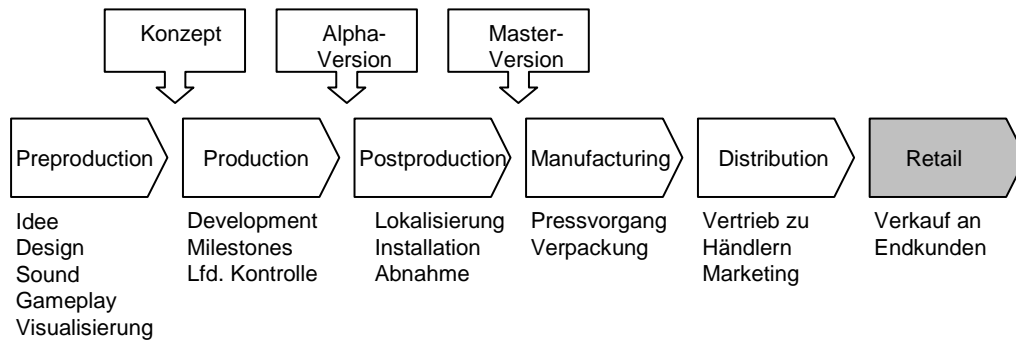 Konzept
Alpha-
Version
Master-
Version
Preproduction
Production
Postproduction
Manufacturing
Distribution
Retail
Idee
Design
Sound
Gameplay
Visualisierung
Development
Milestones
Lfd. Kontrolle
Lokalisierung
Installation
Abnahme
Pressvorgang
Verpackung
Vertrieb zu
Händlern
Marketing
Verkauf an
Endkunden